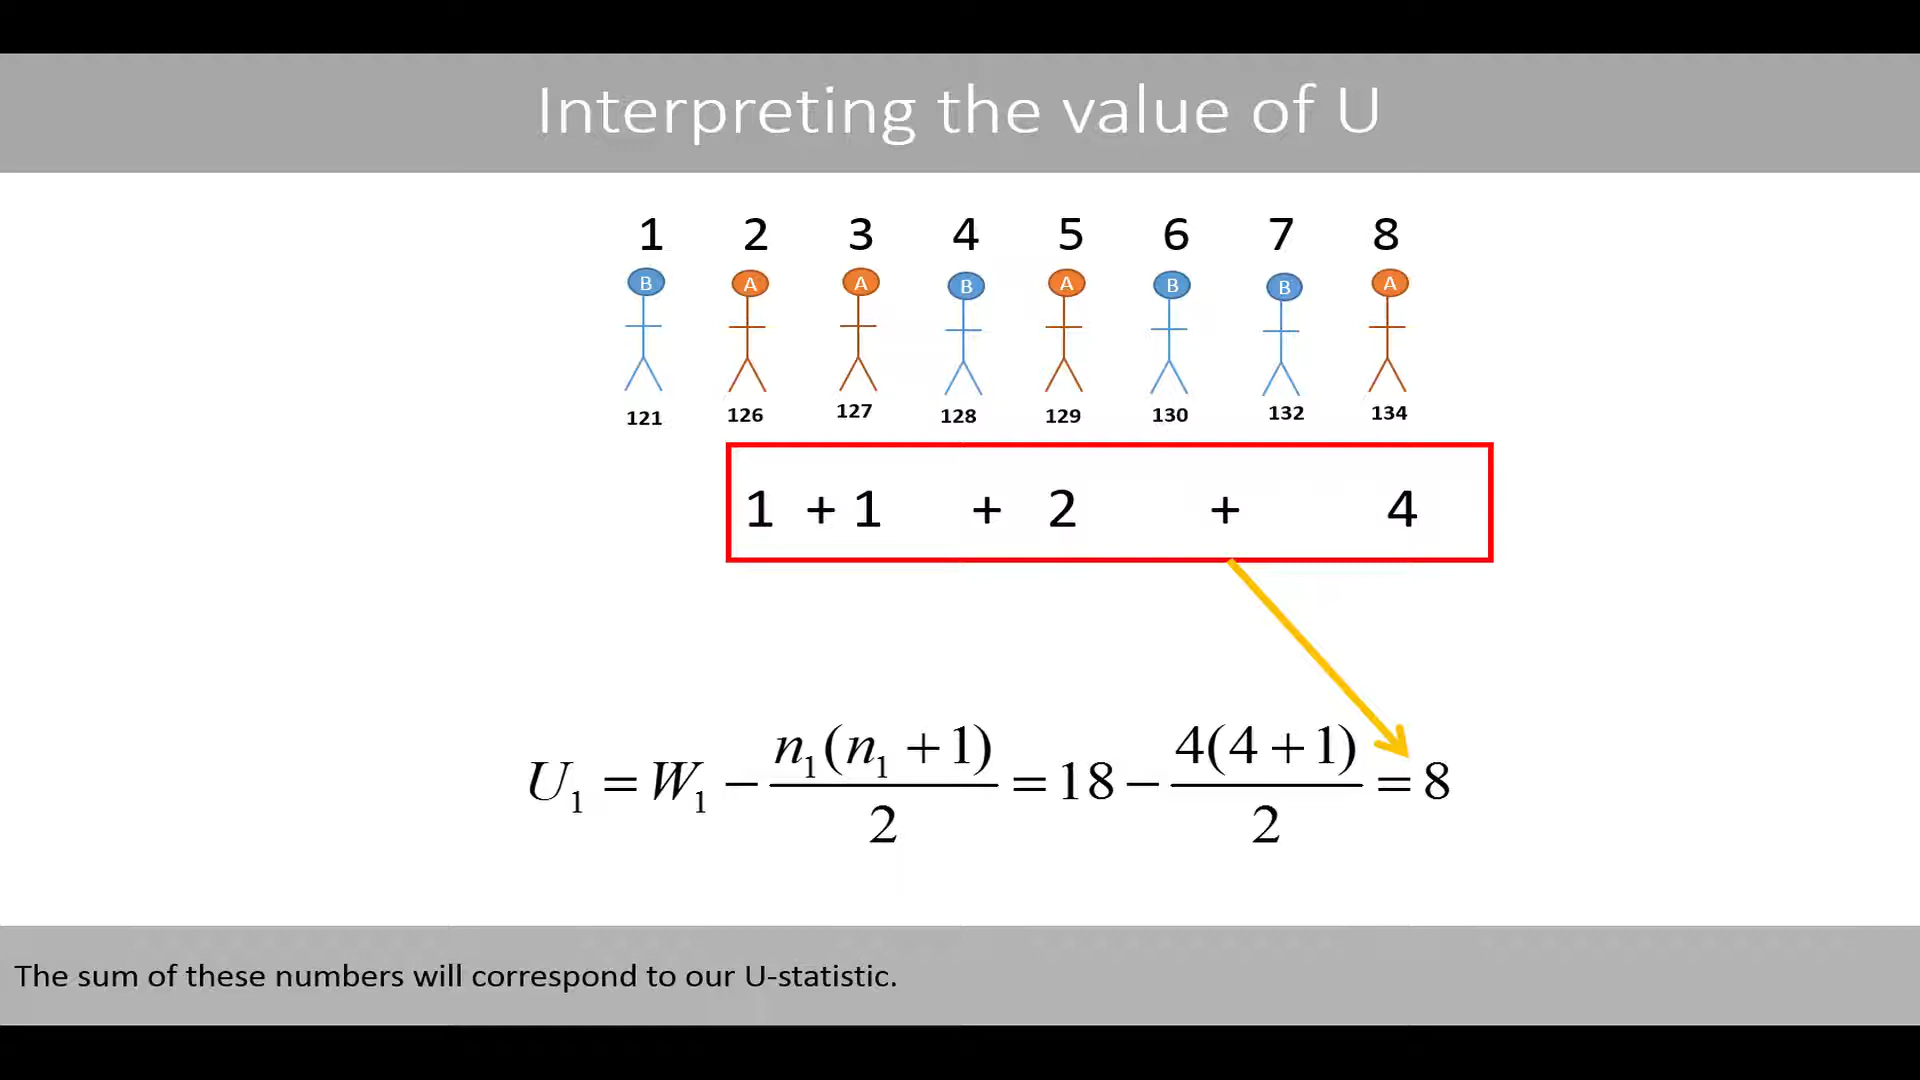 Interpreting the value of U
1 2 3 4 5 6 7 8
B A A B A B B A
121 126 127 128 129 130 132 134
1 + 1 + 2 + 4
U₁ = W₁ − n₁(n₁ + 1)/2 = 18 − 4(4 + 1)/2 = 8
The sum of these numbers will correspond to our U-statistic.